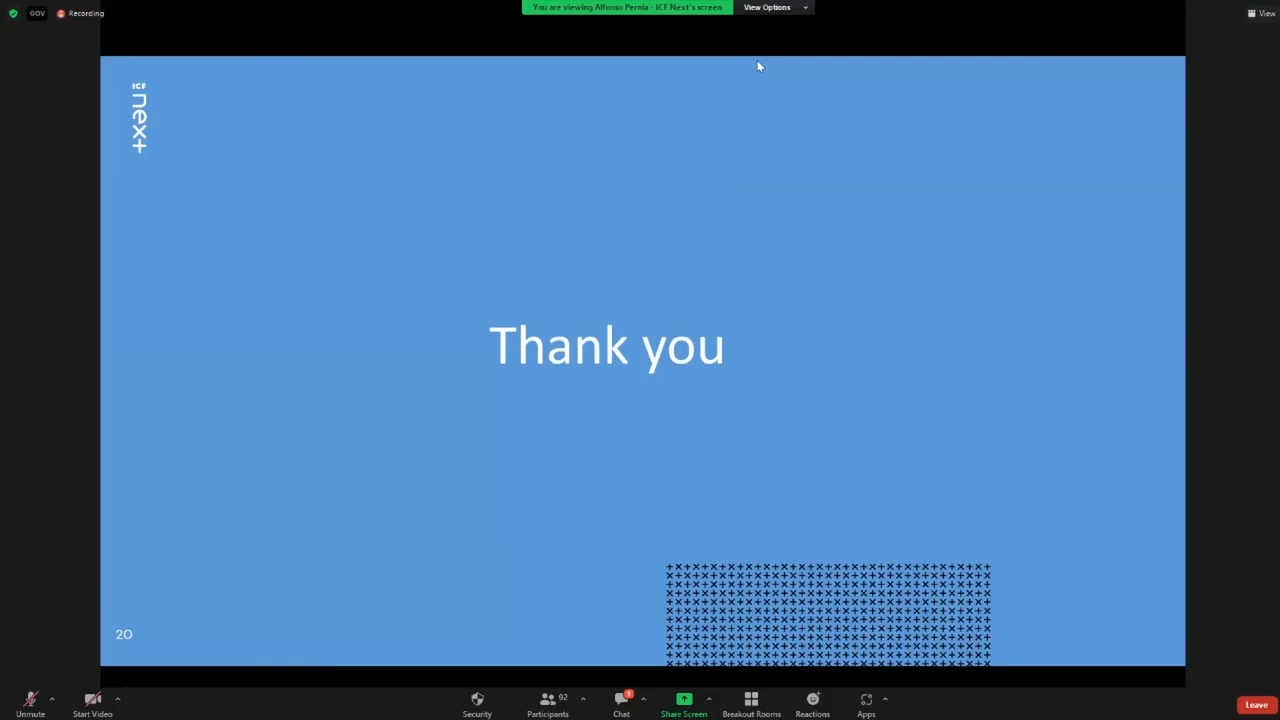 GOV
Recording
You are viewing Alfonso Pernia - ICF Next's screen
View Options
View
ICF
next
Thank you
20
Unmute
Start Video
Security
92
Participants
Chat
Share Screen
Breakout Rooms
Reactions
Apps
Leave